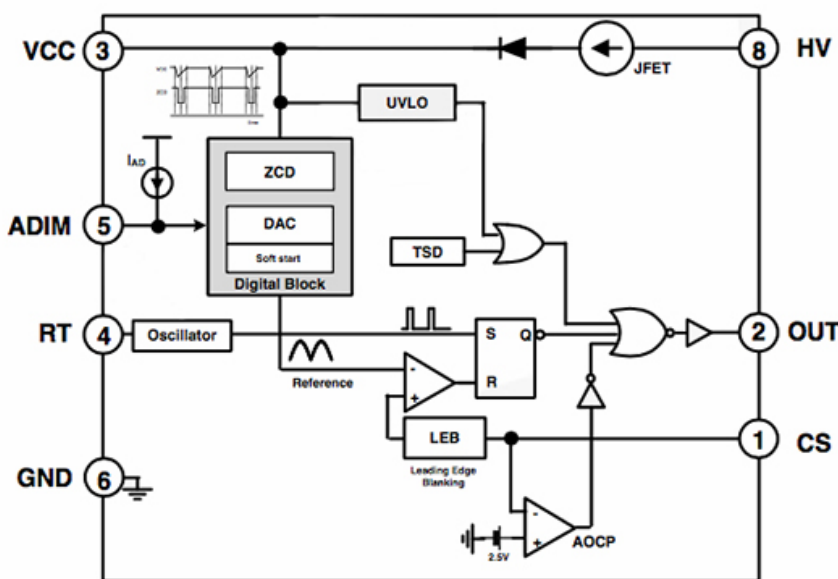 VCC
3
8
HV
JFET
UVLO
I_AD
ZCD
ADIM
5
DAC
Soft start
Digital Block
TSD
RT
4
Oscillator
S
Q
2
OUT
Reference
-
+
R
LEB
1
CS
Leading Edge
Blanking
GND
6
-
+
2.5V
AOCP